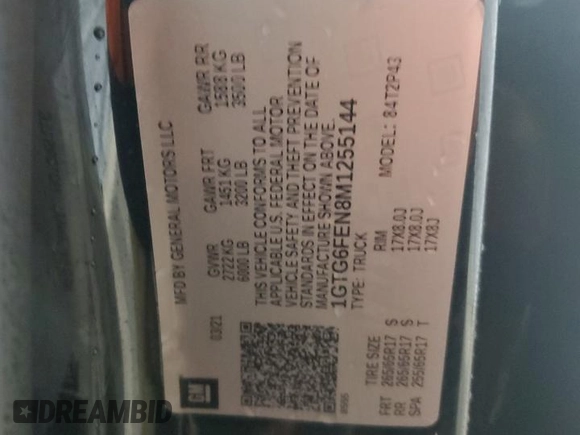 MFD BY GENERAL MOTORS LLC
03/21
GVWR GAWR FRT GAWR RR
2722 KG 1451 KG 1588 KG
6000 LB 3200 LB 3500 LB
THIS VEHICLE CONFORMS TO ALL
APPLICABLE U.S. FEDERAL MOTOR
VEHICLE SAFETY AND THEFT PREVENTION
STANDARDS IN EFFECT ON THE DATE OF
MANUFACTURE SHOWN ABOVE.
1GTG6FEN8M1255144
TYPE: TRUCK MODEL: 84T2P43
TIRE SIZE RIM
FRT 265/65R17 S 17X8.0J
RR 265/65R17 S 17X8.0J
SPA 255/65R17 T 17X8J
GM
DREAMBID